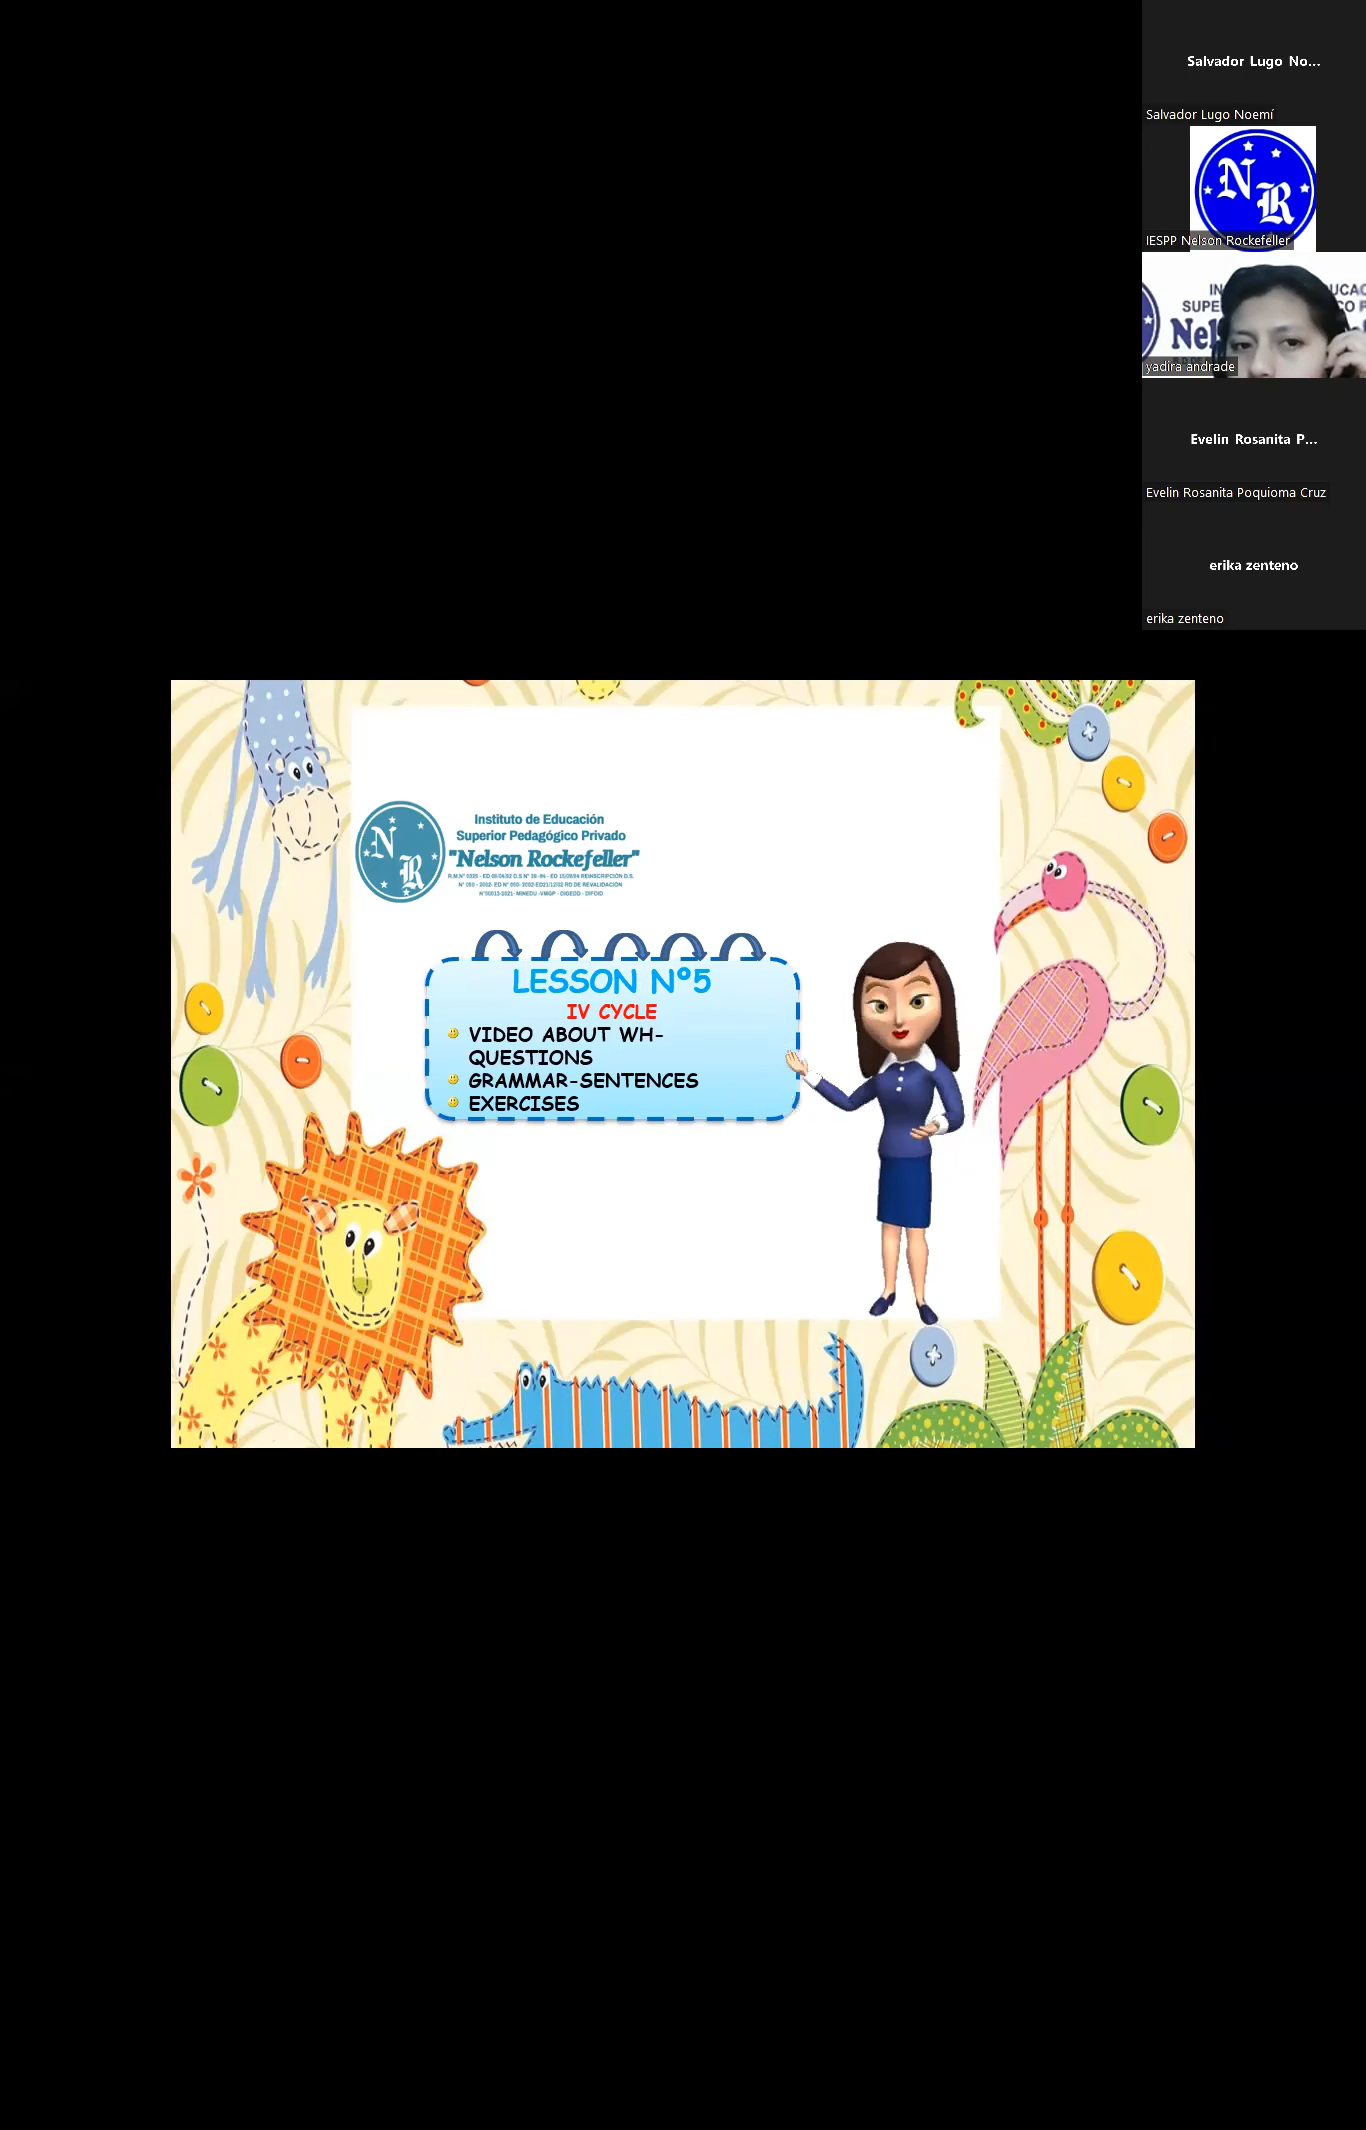 Salvador Lugo No...
Salvador Lugo Noemí
N R
IESPP Nelson Rockefeller
SUPE
Nel
yadira andrade
Evelin Rosanita P...
Evelin Rosanita Poquioma Cruz
erika zenteno
erika zenteno
N R
Instituto de Educación
Superior Pedagógico Privado
"Nelson Rockefeller"
LESSON N°5
IV CYCLE
VIDEO ABOUT WH-
QUESTIONS
GRAMMAR-SENTENCES
EXERCISES